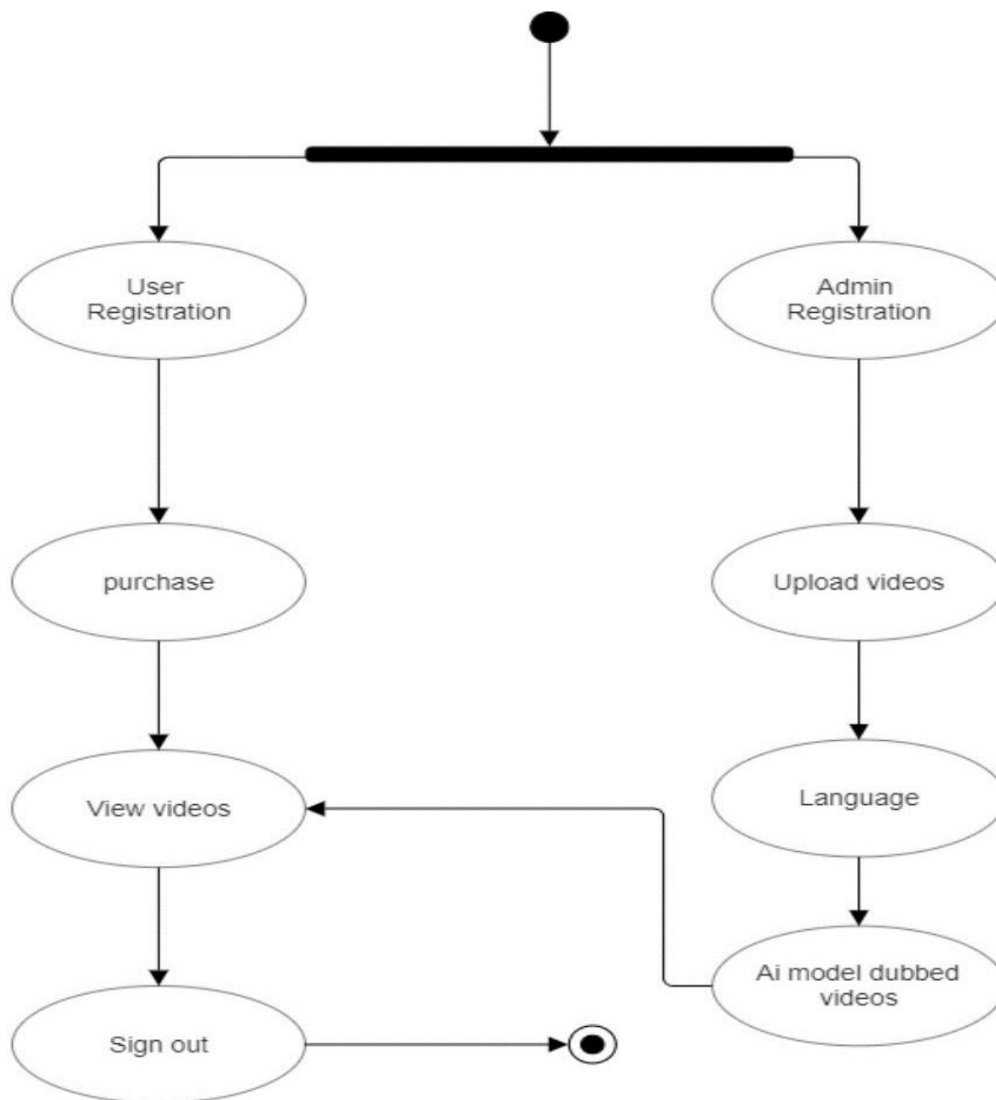 User
Registration
Admin
Registration
purchase
Upload videos
View videos
Language
Ai model dubbed
videos
Sign out